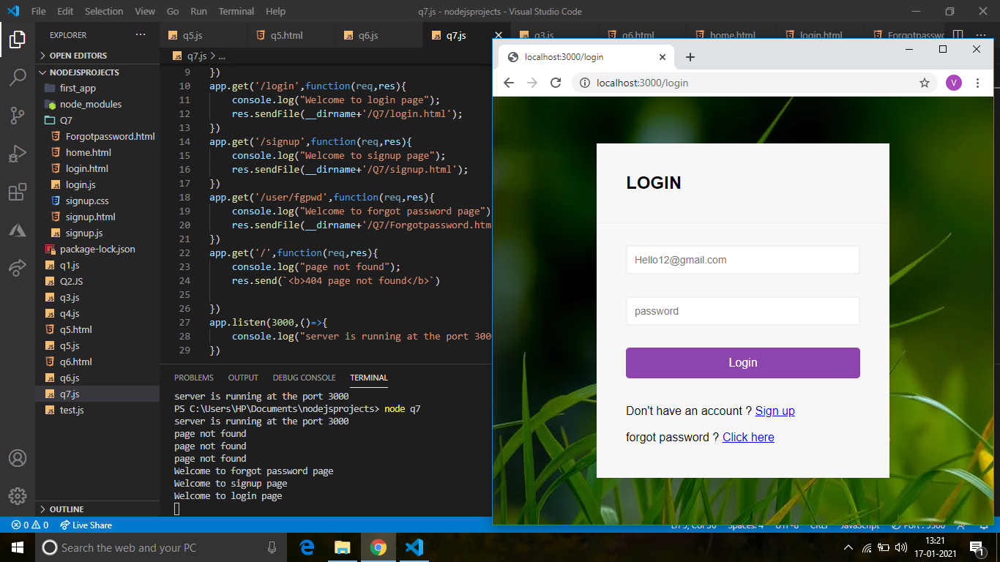 File Edit Selection View Go Run Terminal Help q7.js - nodejsprojects - Visual Studio Code
EXPLORER
OPEN EDITORS
NODEJSPROJECTS
first_app
node_modules
Q7
Forgotpassword.html
home.html
login.html
login.js
signup.css
signup.html
signup.js
package-lock.json
q1.js
Q2.JS
q3.js
q4.js
q5.html
q5.js
q6.html
q6.js
q7.js
test.js
OUTLINE
q5.js q5.html q6.js q7.js q3.js q6.html home.html login.html Forgotpasswo
q7.js > ...
9 })
10 app.get('/login',function(req,res){
11 console.log("Welcome to login page");
12 res.sendFile(__dirname+'/Q7/login.html');
13 })
14 app.get('/signup',function(req,res){
15 console.log("Welcome to signup page");
16 res.sendFile(__dirname+'/Q7/signup.html');
17 })
18 app.get('/user/fgpwd',function(req,res){
19 console.log("Welcome to forgot password page")
20 res.sendFile(__dirname+'/Q7/Forgotpassword.htm
21 })
22 app.get('/',function(req,res){
23 console.log("page not found");
24 res.send(`<b>404 page not found</b>`)
25
26 })
27 app.listen(3000,()=>{
28 console.log("server is running at the port 300
29 })
PROBLEMS OUTPUT DEBUG CONSOLE TERMINAL
server is running at the port 3000
PS C:\Users\HP\Documents\nodejsprojects> node q7
server is running at the port 3000
page not found
page not found
page not found
Welcome to forgot password page
Welcome to signup page
Welcome to login page
localhost:3000/login
localhost:3000/login
V
LOGIN
Hello12@gmail.com
password
Login
Don't have an account ? Sign up
forgot password ? Click here
0 0 Live Share
Spaces: 4 UTF-8 CRLF JavaScript Port : 5500
Search the web and your PC
13:21
17-01-2021
1